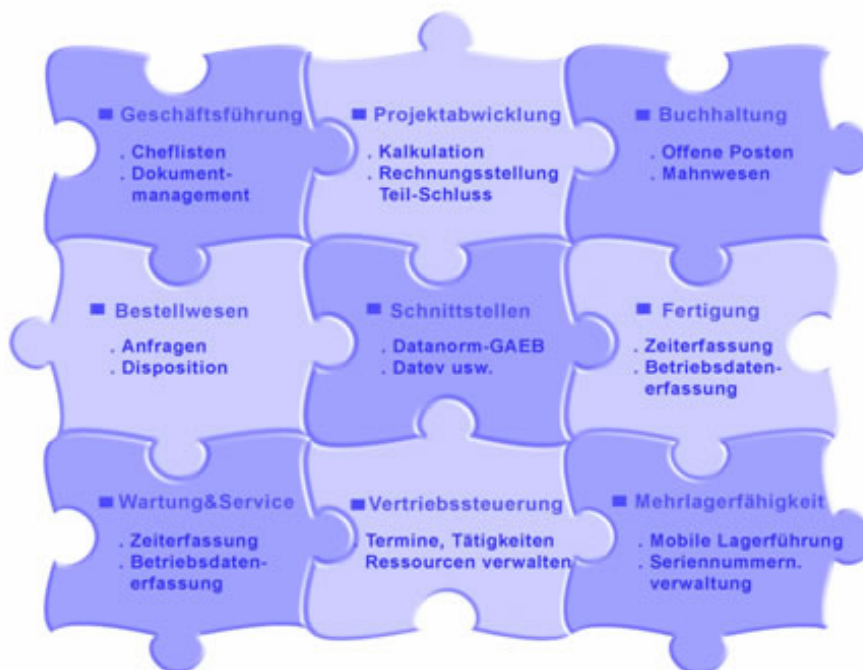 ■ Geschäftsführung
. Cheflisten
. Dokument-
management
■ Projektabwicklung
. Kalkulation
. Rechnungsstellung
Teil-Schluss
■ Buchhaltung
. Offene Posten
. Mahnwesen
■ Bestellwesen
. Anfragen
. Disposition
■ Schnittstellen
. Datanorm-GAEB
. Datev usw.
■ Fertigung
. Zeiterfassung
. Betriebsdaten-
erfassung
■ Wartung&Service
. Zeiterfassung
. Betriebsdaten-
erfassung
■ Vertriebssteuerung
. Termine, Tätigkeiten
Ressourcen verwalten
■ Mehrlagerfähigkeit
. Mobile Lagerführung
. Seriennummern.
verwaltung